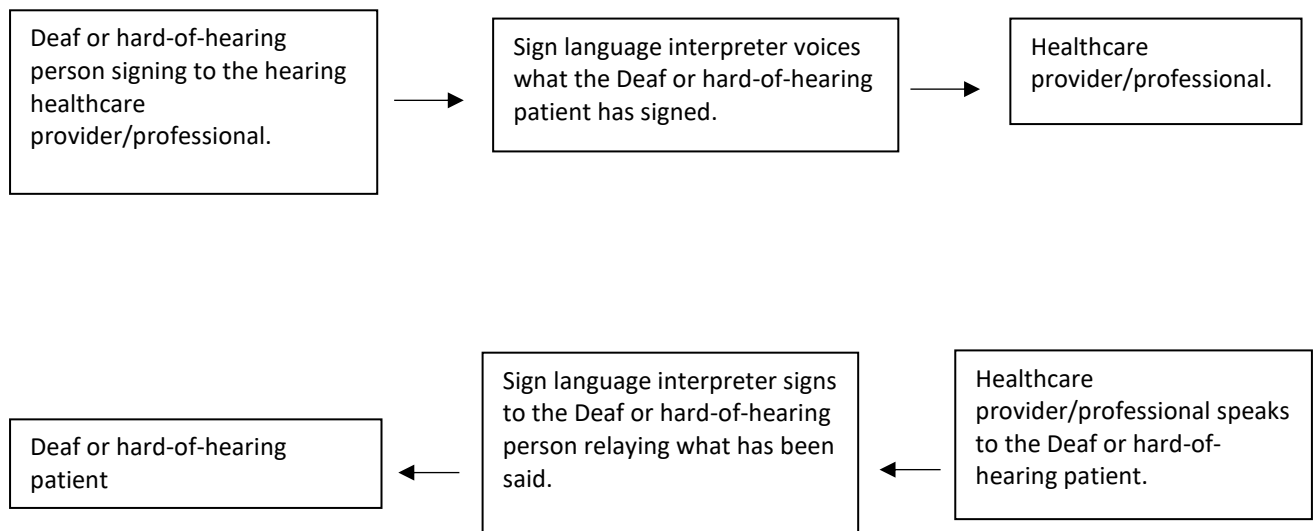 Deaf or hard-of-hearing
person signing to the hearing
healthcare
provider/professional.
Sign language interpreter voices
what the Deaf or hard-of-hearing
patient has signed.
Healthcare
provider/professional.
Deaf or hard-of-hearing
patient
Sign language interpreter signs
to the Deaf or hard-of-hearing
person relaying what has been
said.
Healthcare
provider/professional speaks
to the Deaf or hard-of-
hearing patient.